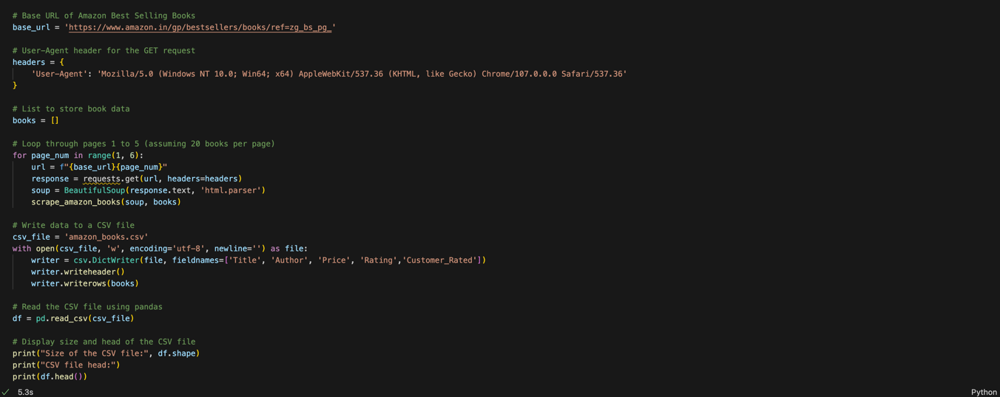 # Base URL of Amazon Best Selling Books
base_url = 'https://www.amazon.in/gp/bestsellers/books/ref=zg_bs_pg_'
# User-Agent header for the GET request
headers = {
'User-Agent': 'Mozilla/5.0 (Windows NT 10.0; Win64; x64) AppleWebKit/537.36 (KHTML, like Gecko) Chrome/107.0.0.0 Safari/537.36'
}
# List to store book data
books = []
# Loop through pages 1 to 5 (assuming 20 books per page)
for page_num in range(1, 6):
url = f"{base_url}{page_num}"
response = requests.get(url, headers=headers)
soup = BeautifulSoup(response.text, 'html.parser')
scrape_amazon_books(soup, books)
# Write data to a CSV file
csv_file = 'amazon_books.csv'
with open(csv_file, 'w', encoding='utf-8', newline='') as file:
writer = csv.DictWriter(file, fieldnames=['Title', 'Author', 'Price', 'Rating','Customer_Rated'])
writer.writeheader()
writer.writerows(books)
# Read the CSV file using pandas
df = pd.read_csv(csv_file)
# Display size and head of the CSV file
print("Size of the CSV file:", df.shape)
print("CSV file head:")
print(df.head())
5.3s
Python